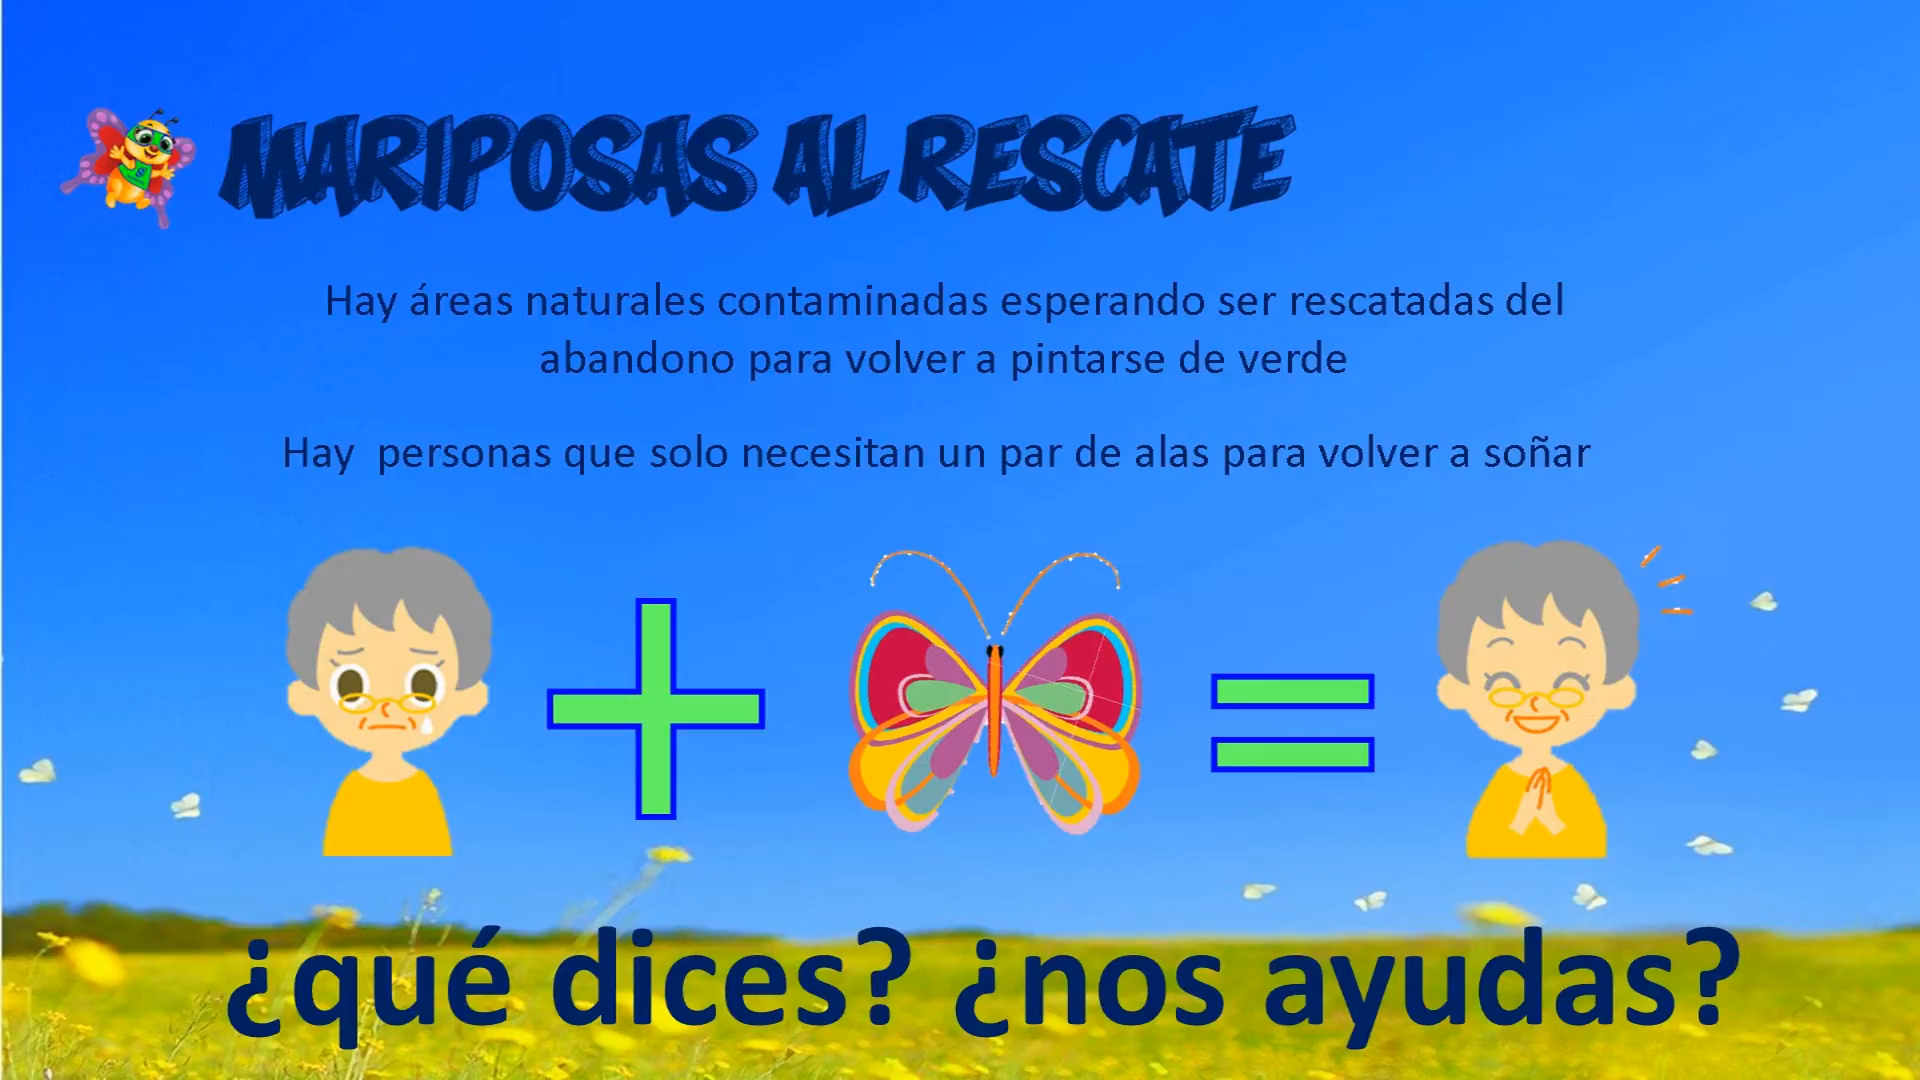 MARIPOSAS AL RESCATE
Hay áreas naturales contaminadas esperando ser rescatadas del
abandono para volver a pintarse de verde
Hay personas que solo necesitan un par de alas para volver a soñar
¿qué dices? ¿nos ayudas?